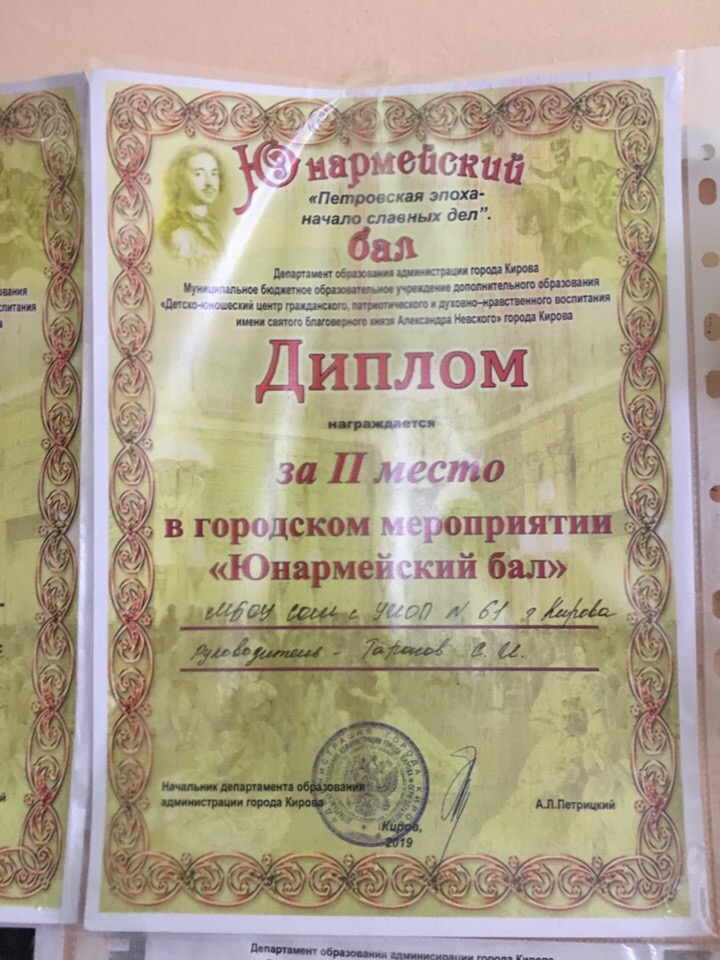 Юнармейский
«Петровская эпоха-
начало славных дел".
бал
Департамент образования администрации города Кирова
Муниципальное бюджетное образовательное учреждение дополнительного образования
«Детско-юношеский центр гражданского, патриотического и духовно–нравственного воспитания
имени святого благоверного князя Александра Невского» города Кирова
Диплом
награждается
за II место
в городском мероприятии
«Юнармейский бал»
МБОУ СОШ с УИОП N 61 г Кирова
Руководитель - Тарасов С. И.
Начальник департамента образования
администрации города Кирова
А.Л.Петрицкий
Киров,
2019
Департамент образования администрации города Кирова